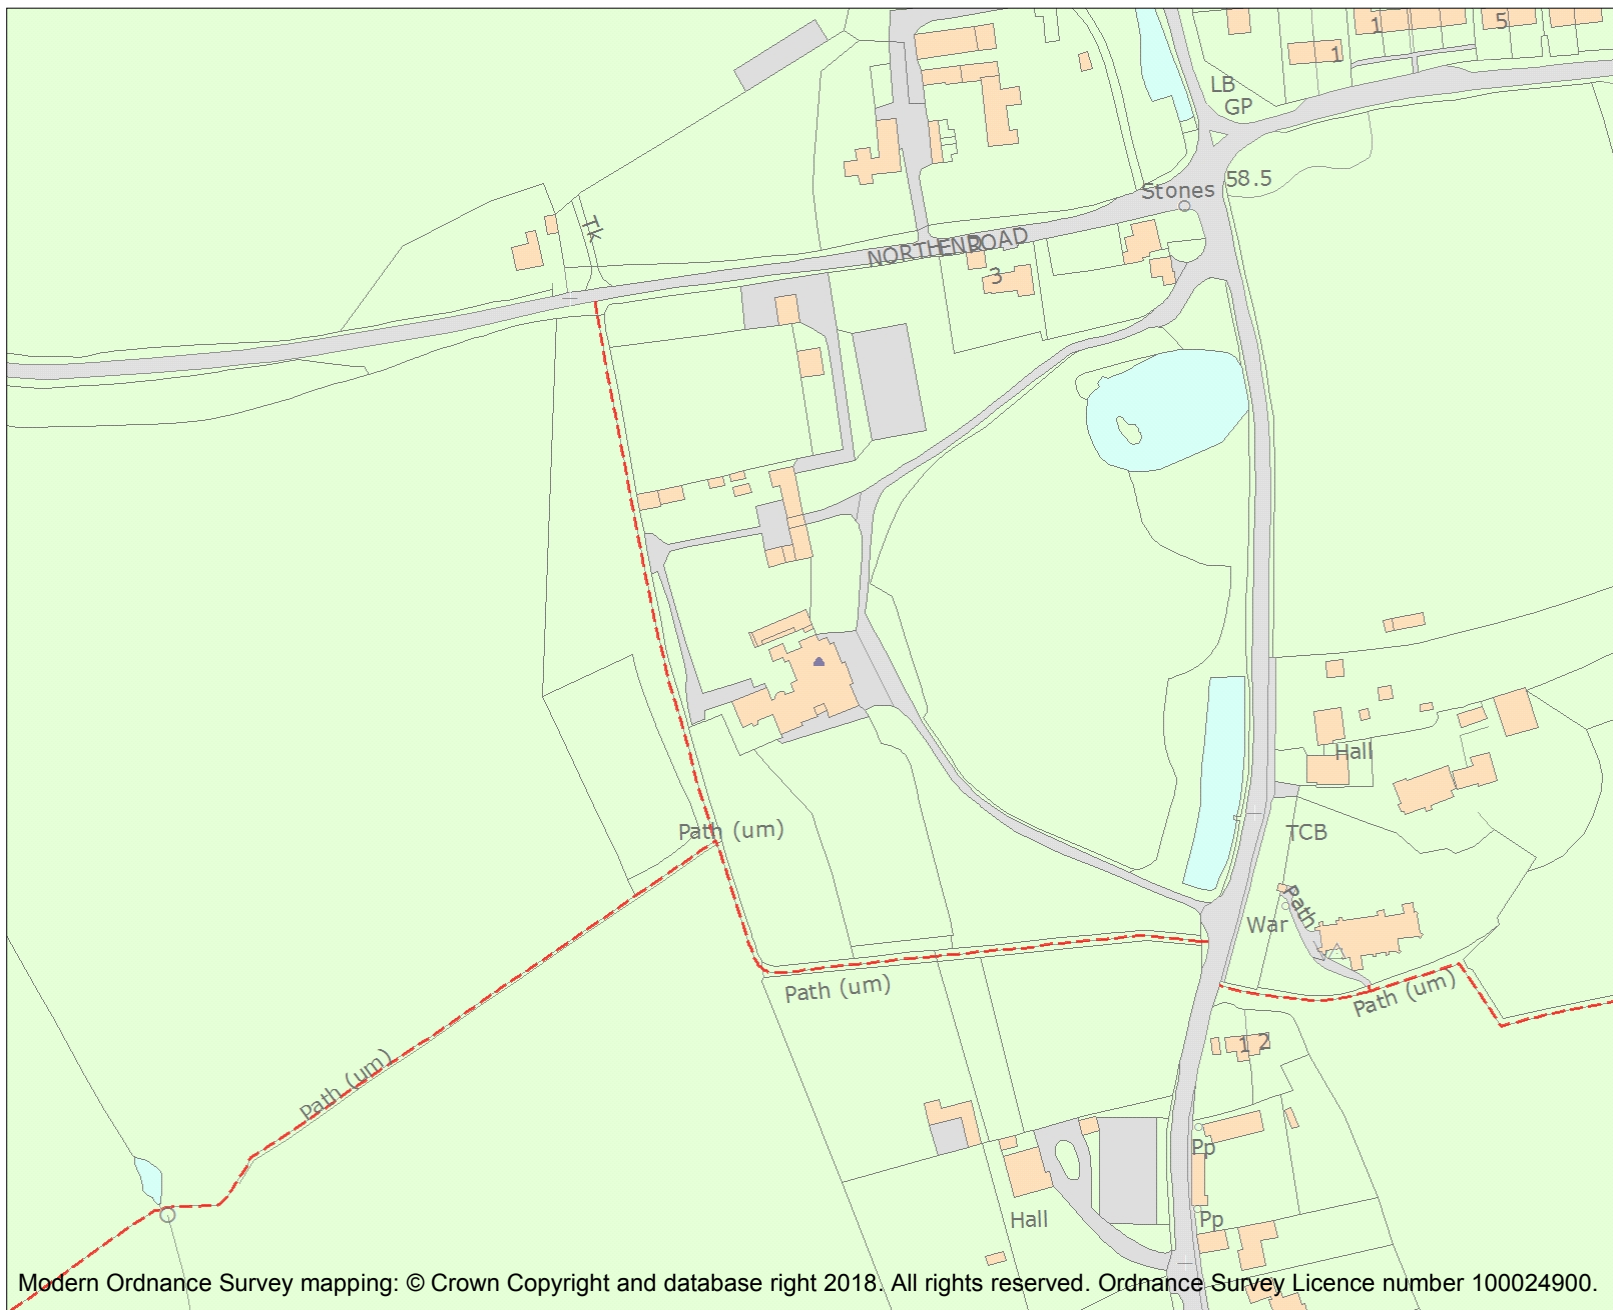 1
5
1
LB
GP
58.5
Stones
Tk
NORTH END ROAD
3
Hall
Path (um)
TCB
Path
War
Path (um)
Path (um)
1 2
Path (um)
Pp
Pp
Hall
Modern Ordnance Survey mapping: © Crown Copyright and database right 2018. All rights reserved. Ordnance Survey Licence number 100024900.